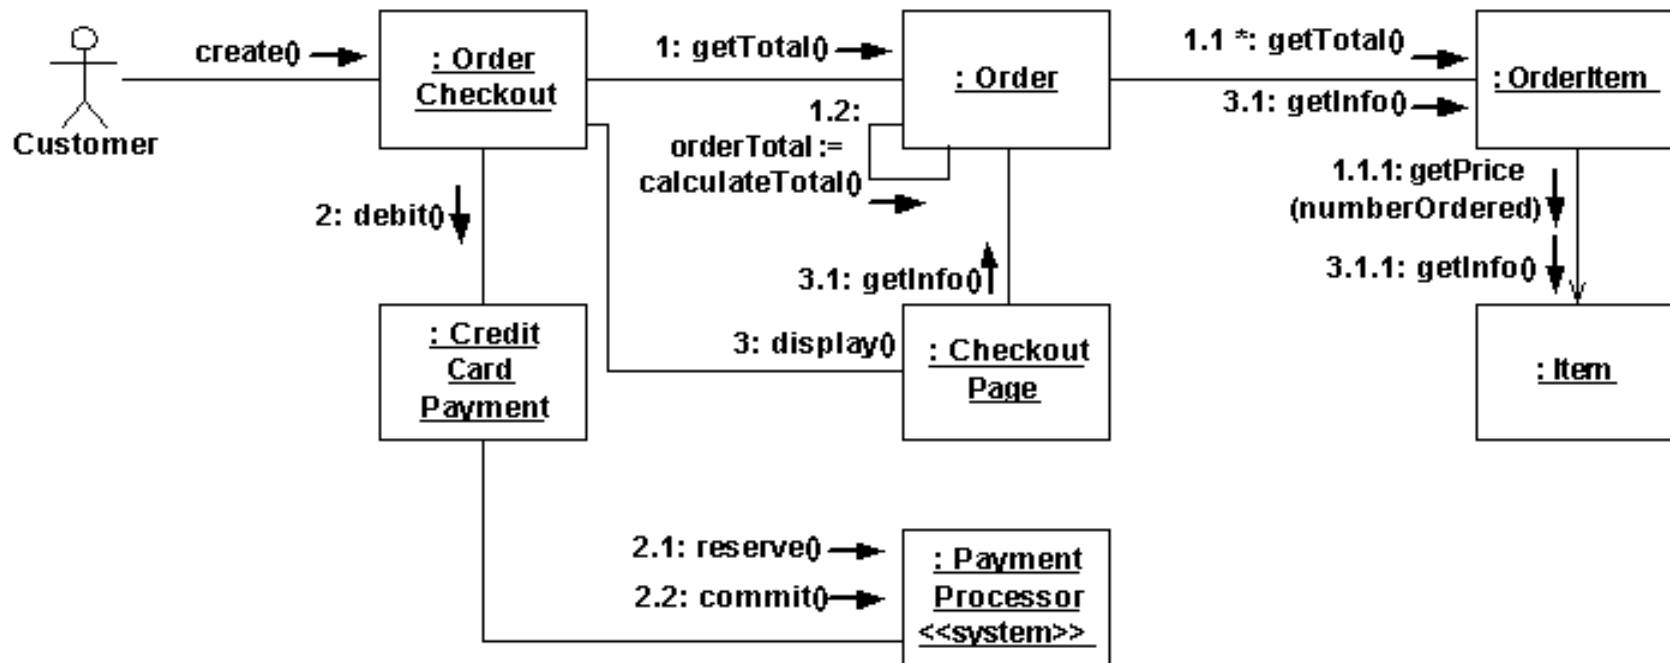 create()
Customer
: Order
Checkout
1: getTotal()
: Order
1.1 *: getTotal()
3.1: getInfo()
: OrderItem
1.2:
orderTotal :=
calculateTotal()
1.1.1: getPrice
(numberOrdered)
3.1.1: getInfo()
2: debit()
3.1: getInfo()
3: display()
: Credit
Card
Payment
: Checkout
Page
: Item
2.1: reserve()
2.2: commit()
: Payment
Processor
<<system>>